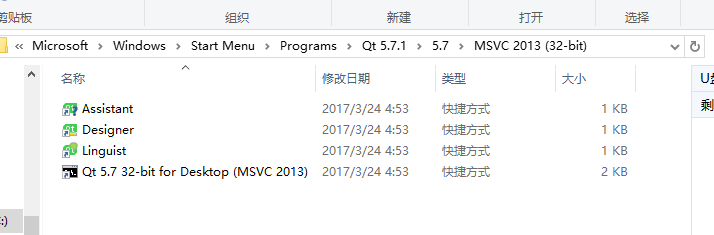 剪贴板 组织 新建 打开 选择
Microsoft Windows Start Menu Programs Qt 5.7.1 5.7 MSVC 2013 (32-bit)
名称 修改日期 类型 大小
Assistant 2017/3/24 4:53 快捷方式 1 KB
Designer 2017/3/24 4:53 快捷方式 1 KB
Linguist 2017/3/24 4:53 快捷方式 1 KB
Qt 5.7 32-bit for Desktop (MSVC 2013) 2017/3/24 4:53 快捷方式 2 KB
:)